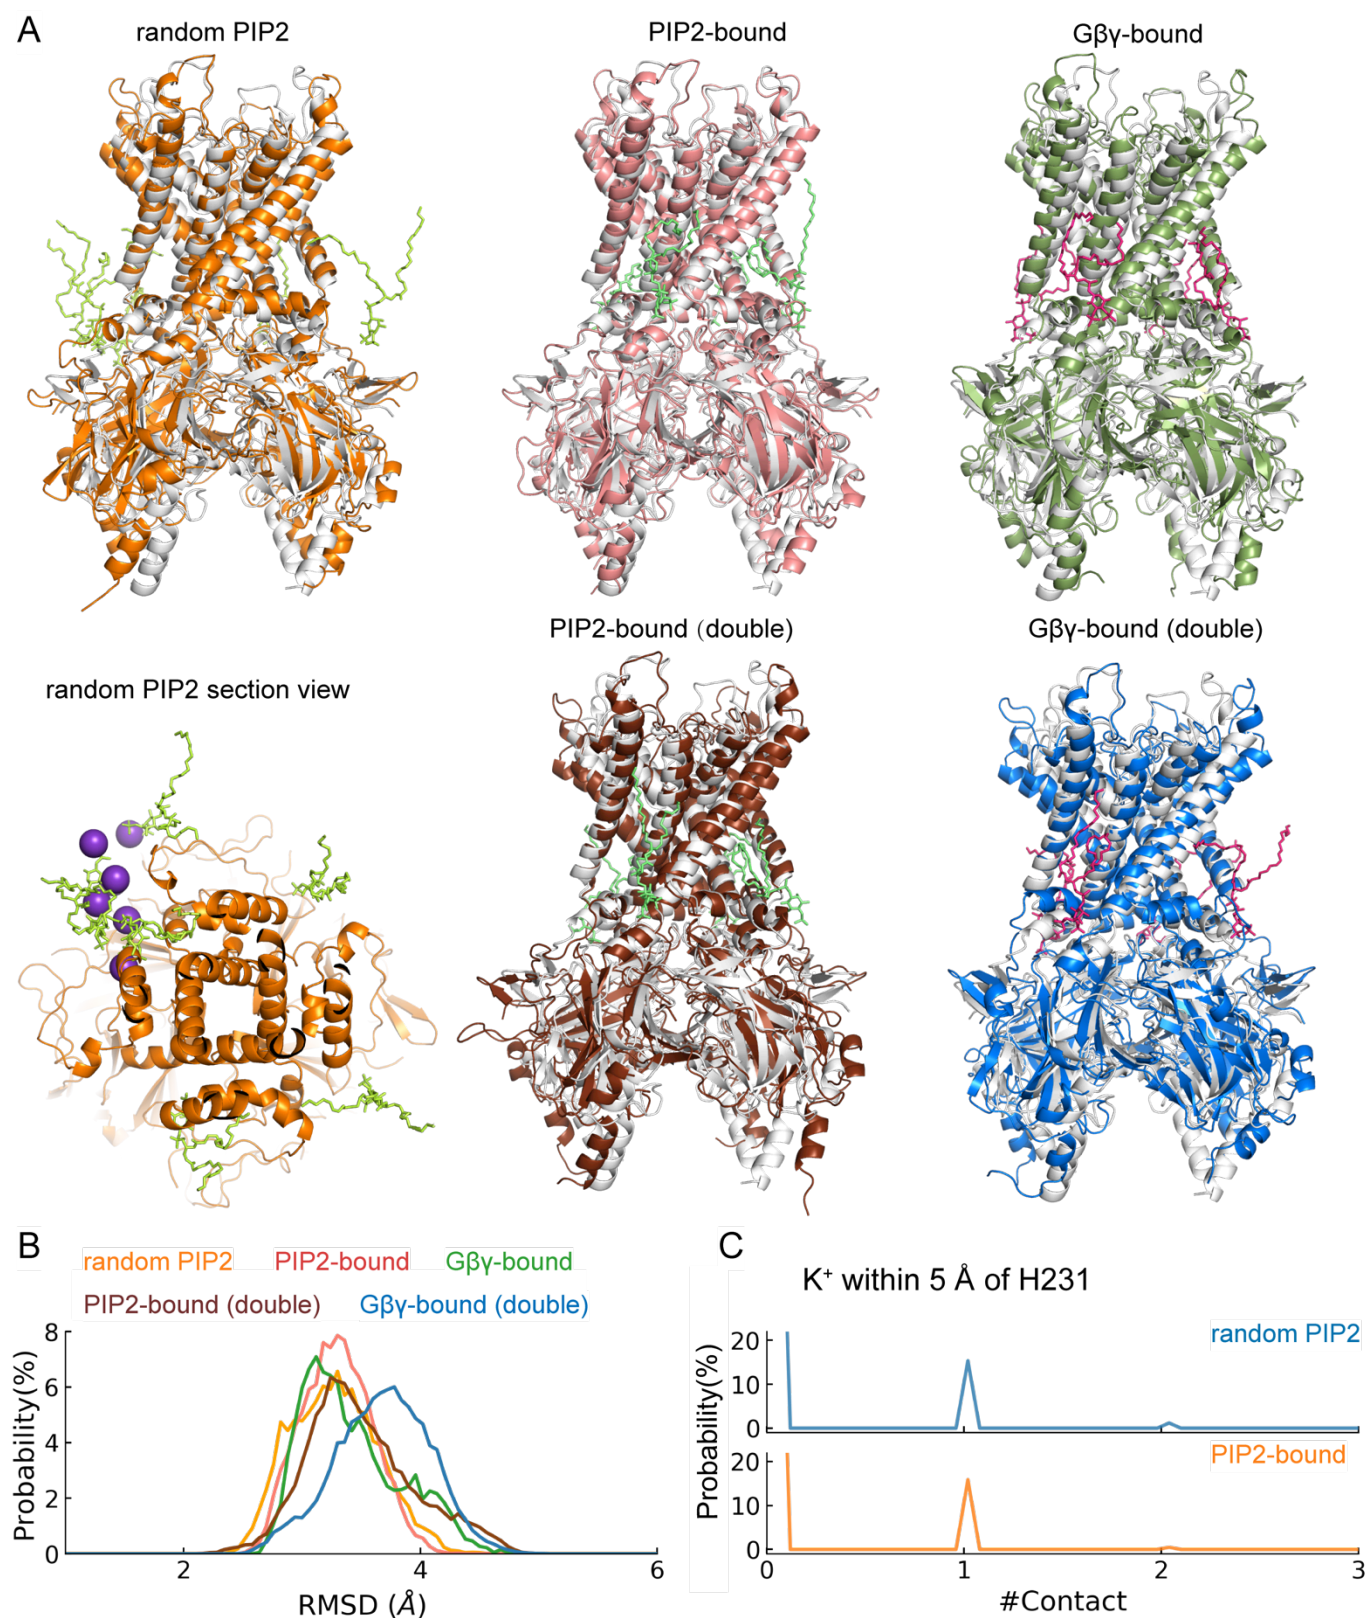 A
random PIP2
PIP2-bound
Gβγ-bound
random PIP2 section view
PIP2-bound (double)
Gβγ-bound (double)
B
random PIP2 PIP2-bound Gβγ-bound
PIP2-bound (double) Gβγ-bound (double)
8
6
4
2
0
2 4 6
Probability(%)
RMSD (Å)
C
K⁺ within 5 Å of H231
random PIP2
20
10
0
PIP2-bound
20
10
0
0 1 2 3
Probability(%)
#Contact